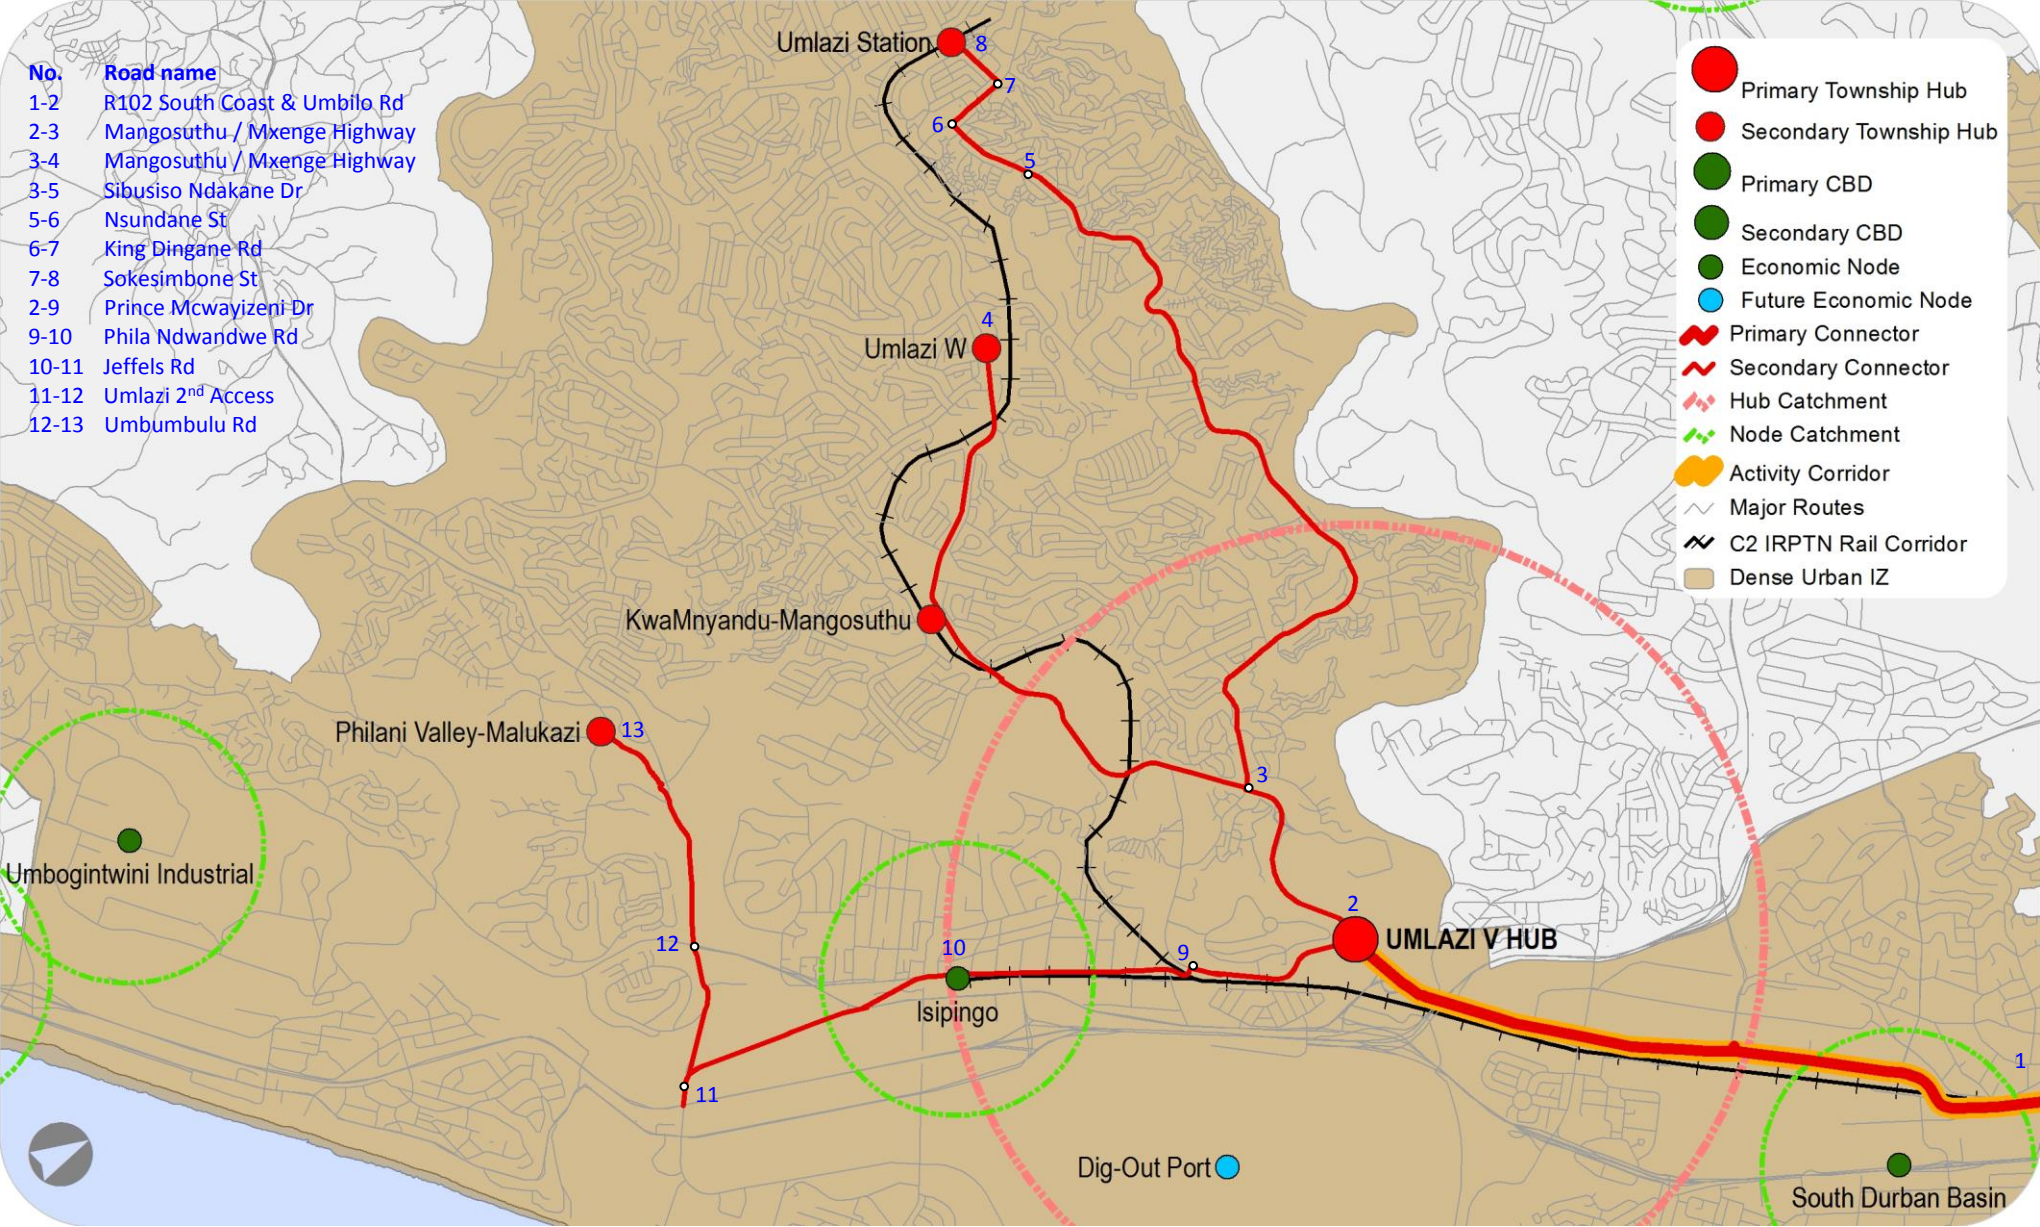 No. Road name
1-2 R102 South Coast & Umbilo Rd
2-3 Mangosuthu / Mxenge Highway
3-4 Mangosuthu / Mxenge Highway
3-5 Sibusiso Ndakane Dr
5-6 Nsundane St
6-7 King Dingane Rd
7-8 Sokesimbone St
2-9 Prince Mcwayizeni Dr
9-10 Phila Ndwandwe Rd
10-11 Jeffels Rd
11-12 Umlazi 2nd Access
12-13 Umbumbulu Rd
Umlazi Station 8
7
6
5
4
Umlazi W
KwaMnyandu-Mangosuthu
Philani Valley-Malukazi 13
3
Umbogintwini Industrial
2
UMLAZI V HUB
12
10
9
Isipingo
11
1
Dig-Out Port
South Durban Basin
Primary Township Hub
Secondary Township Hub
Primary CBD
Secondary CBD
Economic Node
Future Economic Node
Primary Connector
Secondary Connector
Hub Catchment
Node Catchment
Activity Corridor
Major Routes
C2 IRPTN Rail Corridor
Dense Urban IZ